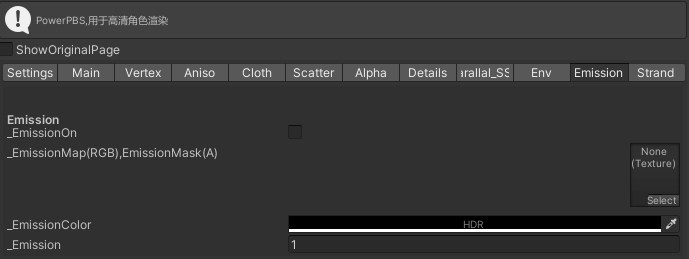 PowerPBS,用于高清角色渲染
ShowOriginalPage
Settings Main Vertex Aniso Cloth Scatter Alpha Details arallal_SS Env Emission Strand
Emission
_EmissionOn
_EmissionMap(RGB),EmissionMask(A)
None
(Texture)
Select
_EmissionColor
HDR
_Emission
1